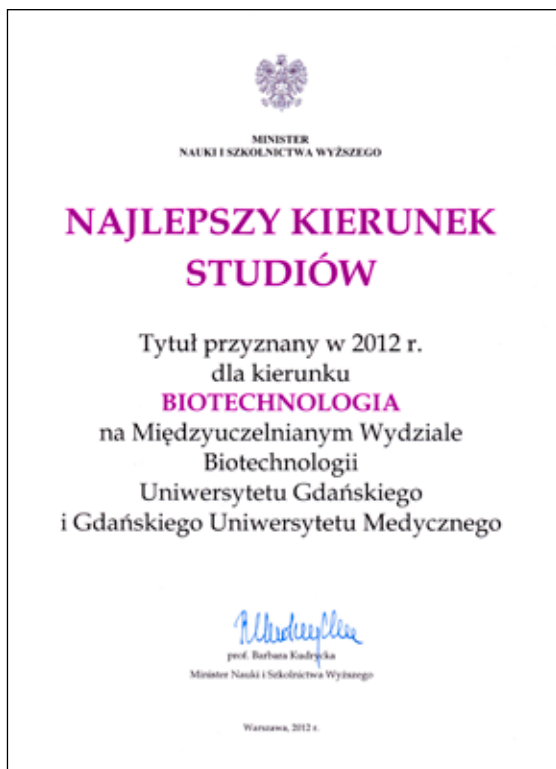 MINISTER
NAUKI I SZKOLNICTWA WYŻSZEGO
NAJLEPSZY KIERUNEK
STUDIÓW
Tytuł przyznany w 2012 r.
dla kierunku
BIOTECHNOLOGIA
na Międzyuczelnianym Wydziale
Biotechnologii
Uniwersytetu Gdańskiego
i Gdańskiego Uniwersytetu Medycznego
prof. Barbara Kudrycka
Minister Nauki i Szkolnictwa Wyższego
Warszawa, 2012 r.